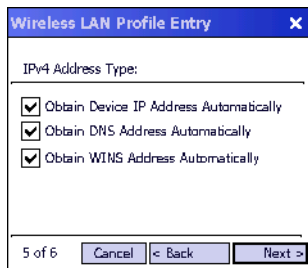 Wireless LAN Profile Entry
IPv4 Address Type:
Obtain Device IP Address Automatically
Obtain DNS Address Automatically
Obtain WINS Address Automatically
5 of 6 Cancel < Back Next >